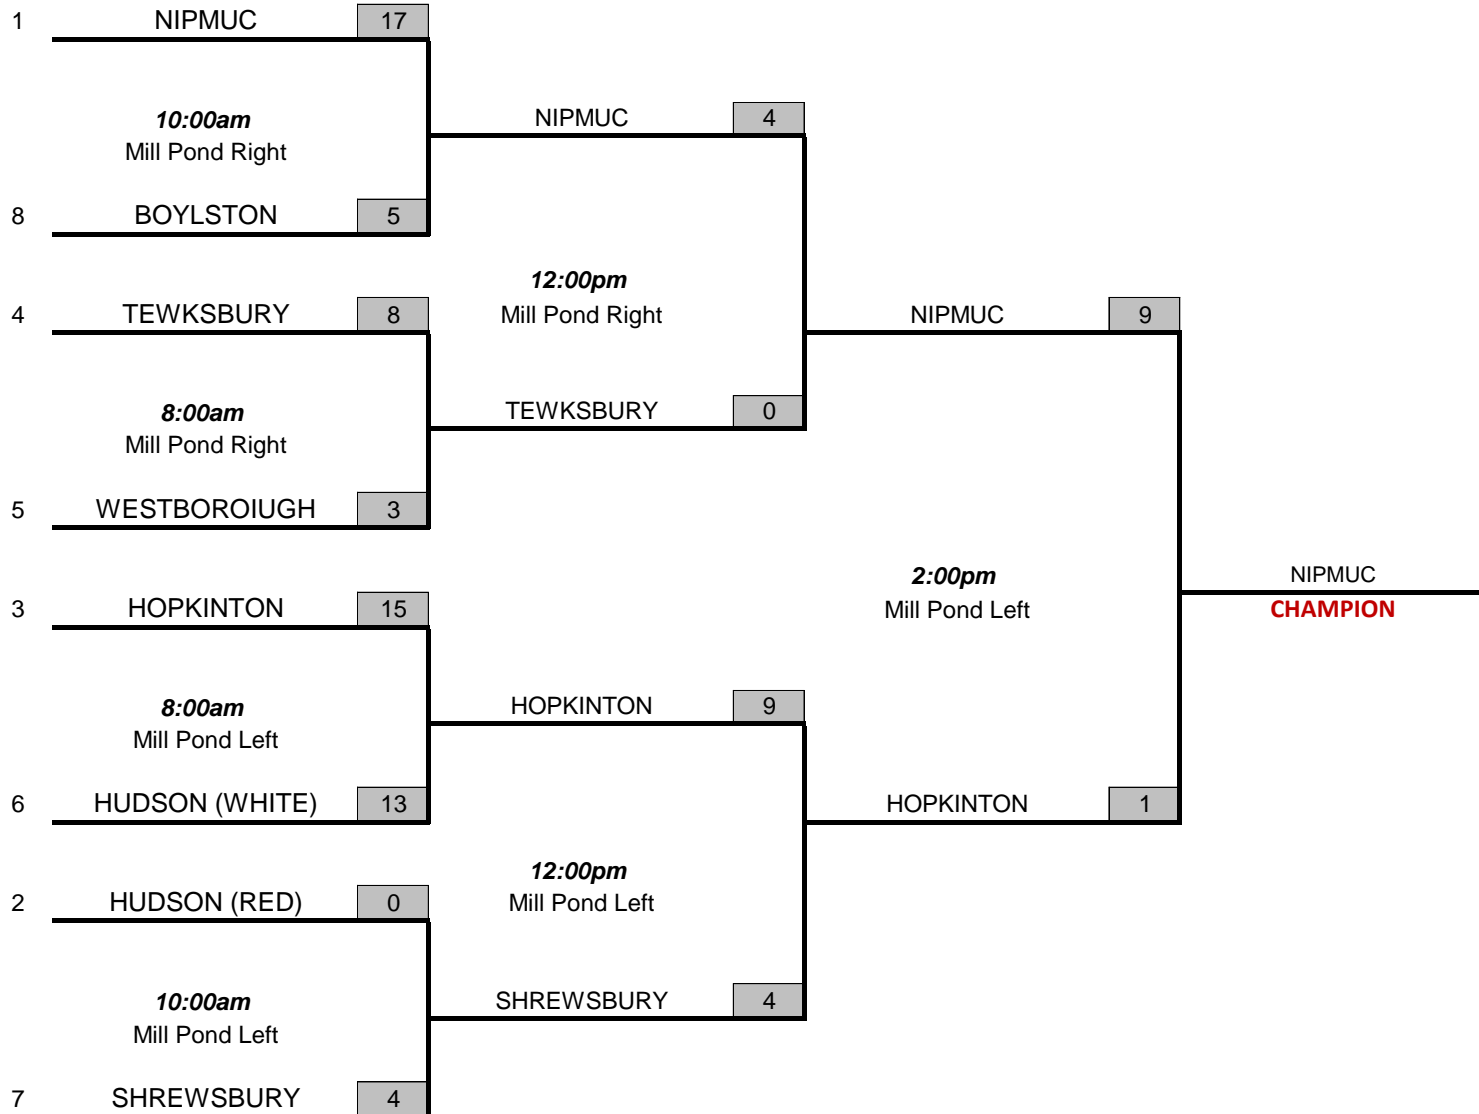 1 NIPMUC 17
10:00am
Mill Pond Right
NIPMUC 4
8 BOYLSTON 5
12:00pm
Mill Pond Right
4 TEWKSBURY 8
NIPMUC 9
8:00am
Mill Pond Right
TEWKSBURY 0
5 WESTBOROIUGH 3
2:00pm
Mill Pond Left
NIPMUC
CHAMPION
3 HOPKINTON 15
8:00am
Mill Pond Left
HOPKINTON 9
6 HUDSON (WHITE) 13
HOPKINTON 1
12:00pm
Mill Pond Left
2 HUDSON (RED) 0
10:00am
Mill Pond Left
SHREWSBURY 4
7 SHREWSBURY 4